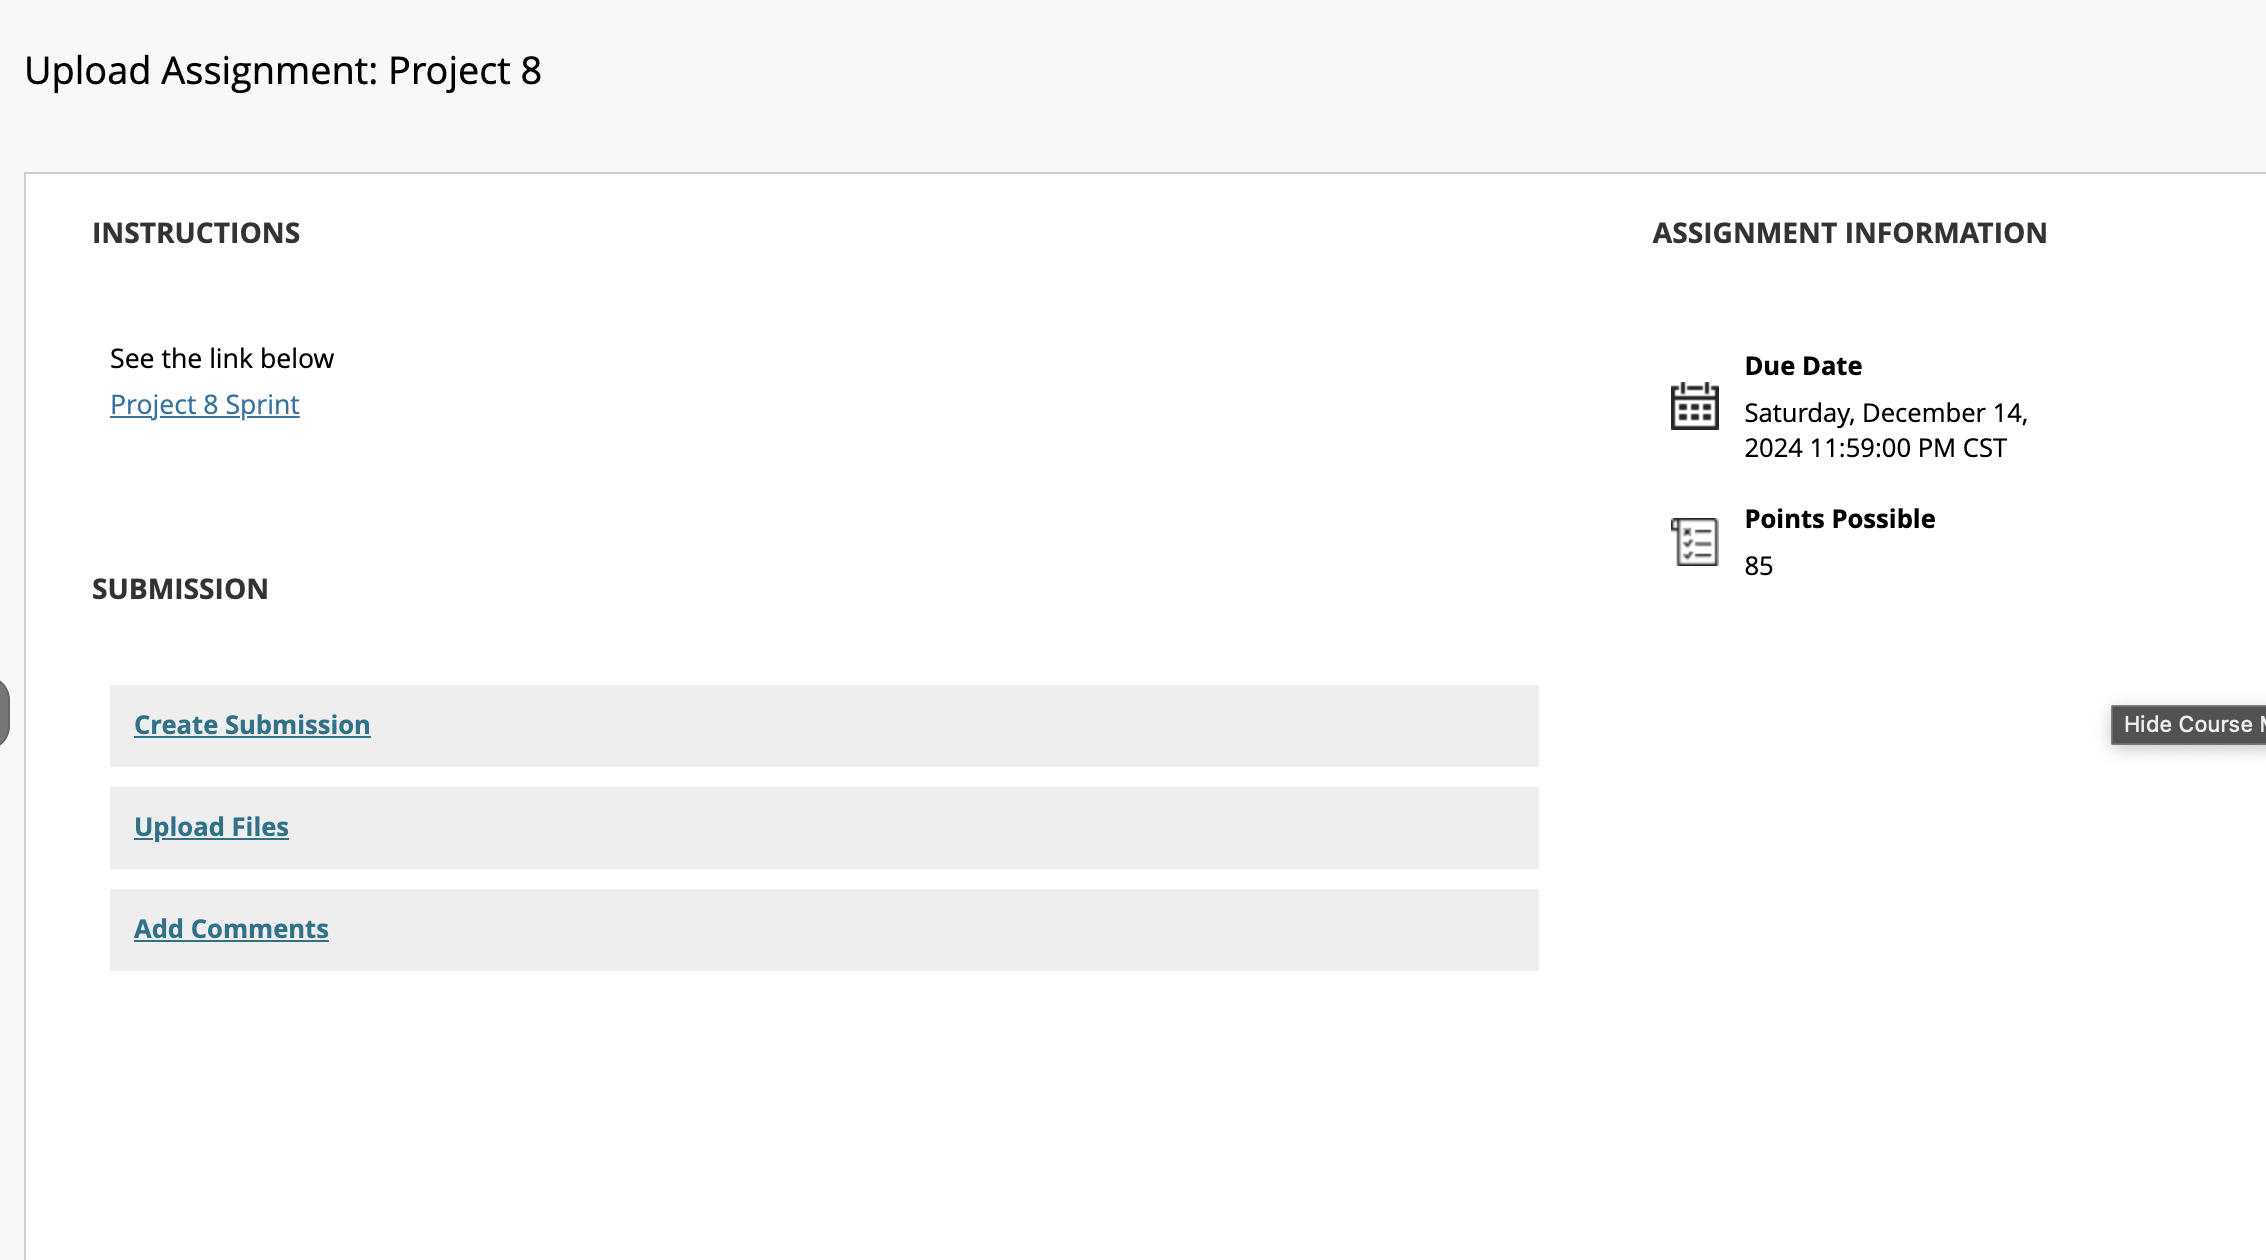 Upload Assignment: Project 8
INSTRUCTIONS
See the link below
Project 8 Sprint
SUBMISSION
Create Submission
Upload Files
Add Comments
ASSIGNMENT INFORMATION
Due Date
Saturday, December 14,
2024 11:59:00 PM CST
Points Possible
85
Hide Course